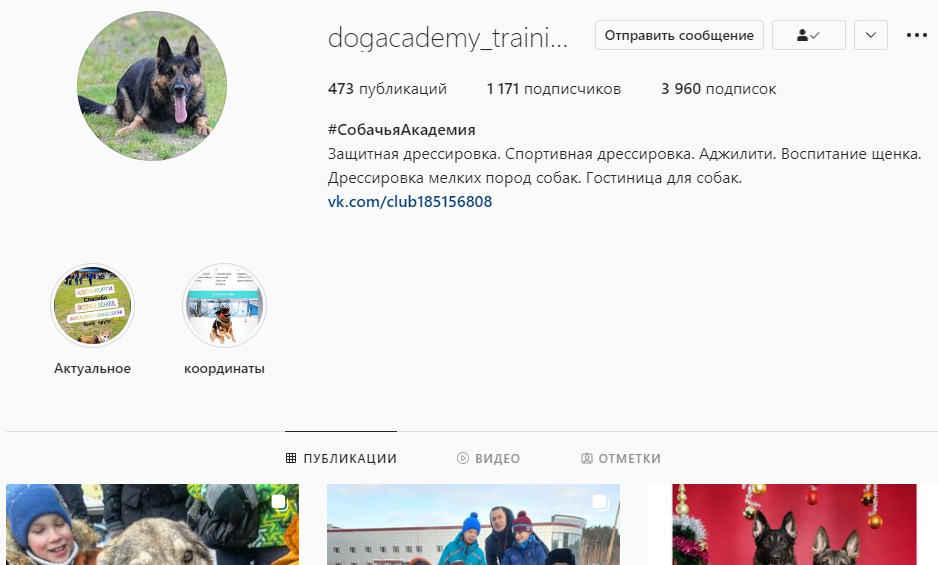 dogacademy_traini...
Отправить сообщение
473 публикаций 1 171 подписчиков 3 960 подписок
#СобачьяАкадемия
Защитная дрессировка. Спортивная дрессировка. Аджилити. Воспитание щенка.
Дрессировка мелких пород собак. Гостиница для собак.
vk.com/club185156808
Спасибо
Актуальное
координаты
ПУБЛИКАЦИИ
ВИДЕО
ОТМЕТКИ